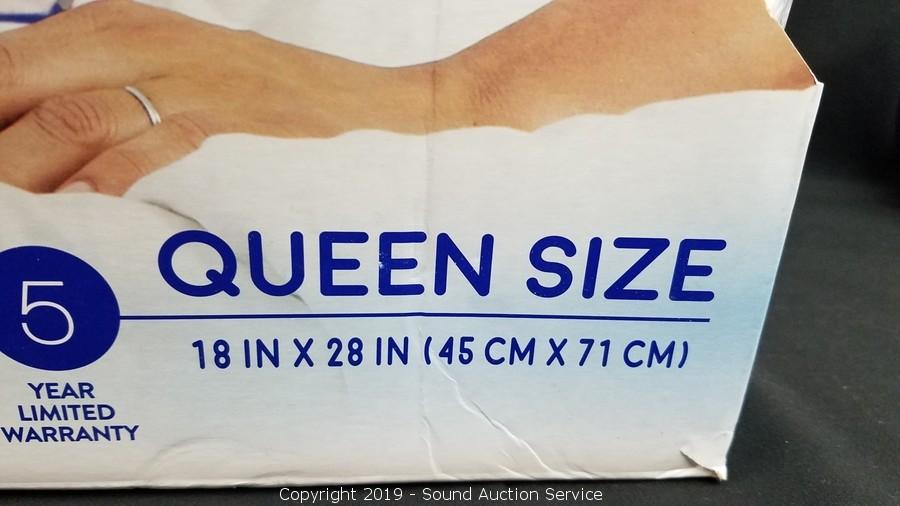 QUEEN SIZE
5
18 IN X 28 IN (45 CM X 71 CM)
YEAR
LIMITED
WARRANTY
Copyright 2019 - Sound Auction Service